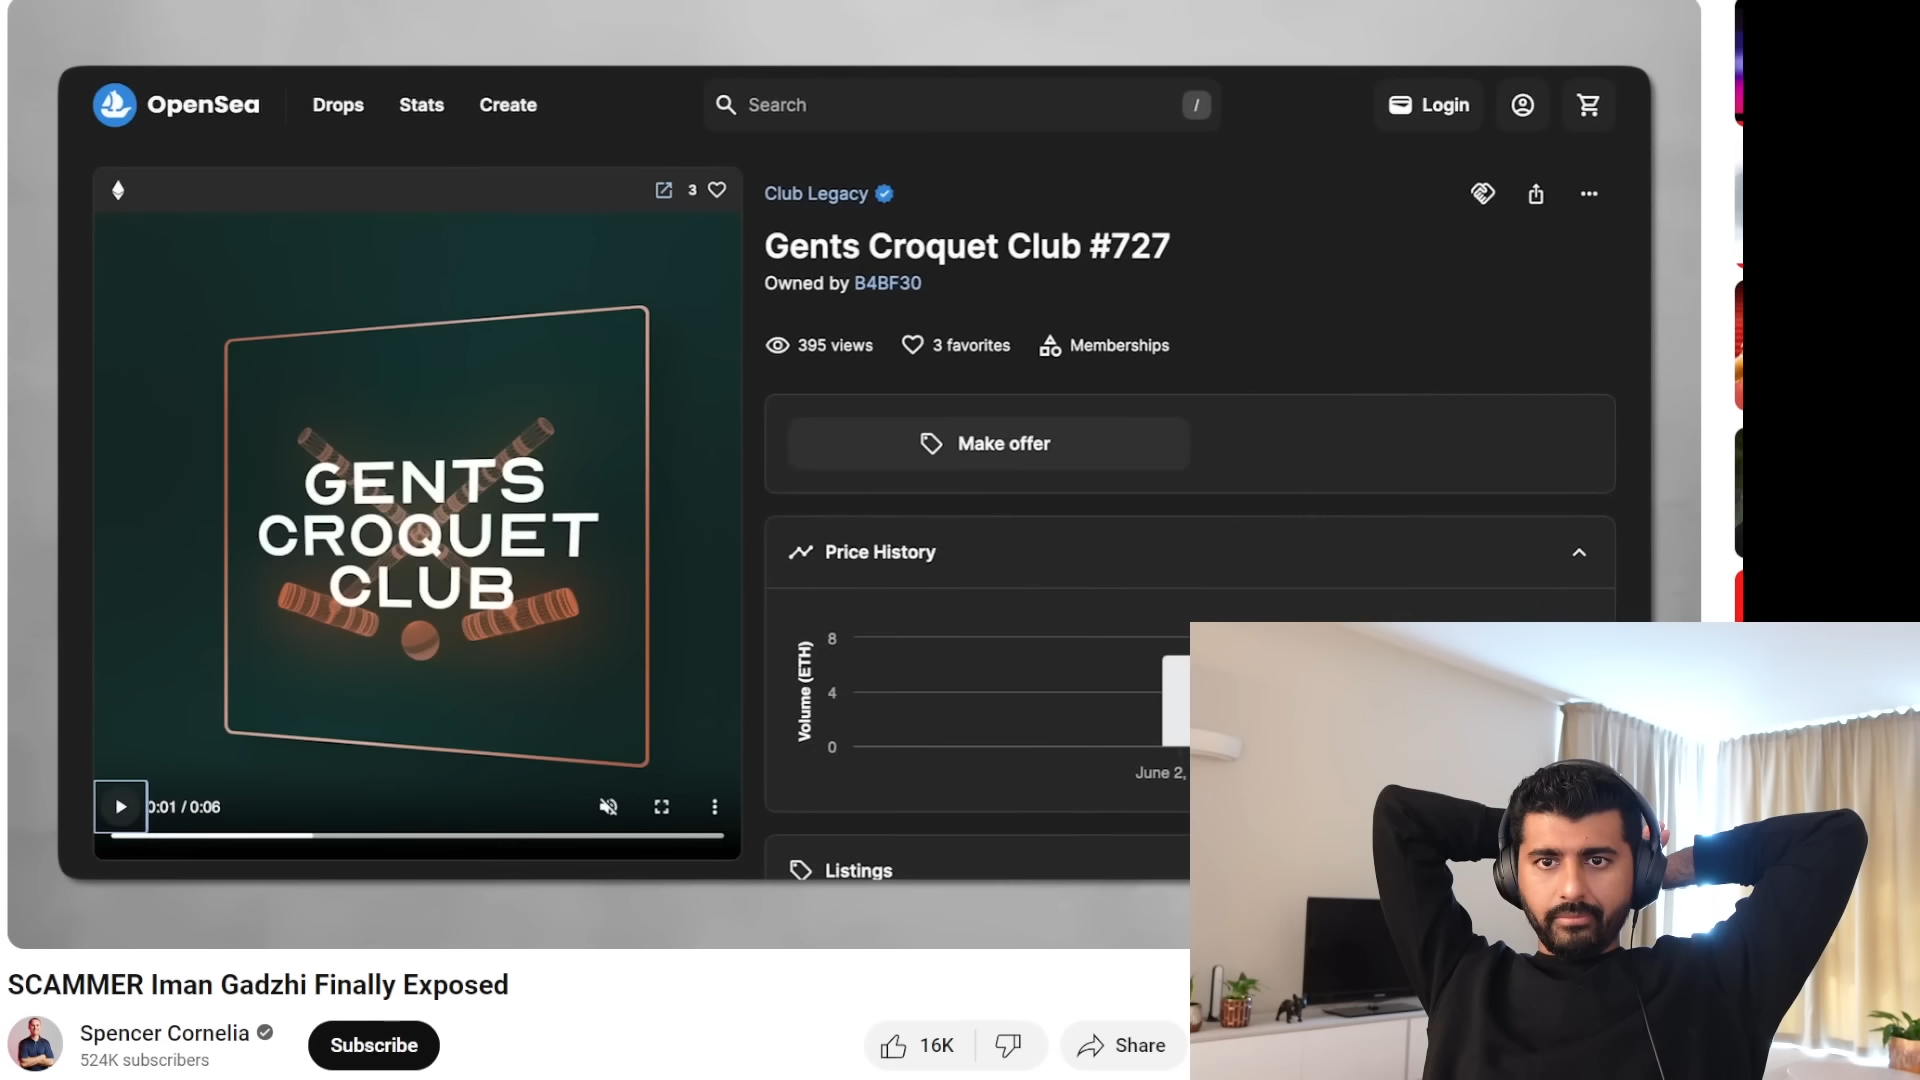 OpenSea
Drops
Stats
Create
Search
/
Login
3
Club Legacy
Gents Croquet Club #727
Owned by B4BF30
395 views
3 favorites
Memberships
Make offer
GENTS
CROQUET
CLUB
Price History
Volume (ETH)
8
4
0
June 2,
0:01 / 0:06
Listings
SCAMMER Iman Gadzhi Finally Exposed
Spencer Cornelia
524K subscribers
Subscribe
16K
Share